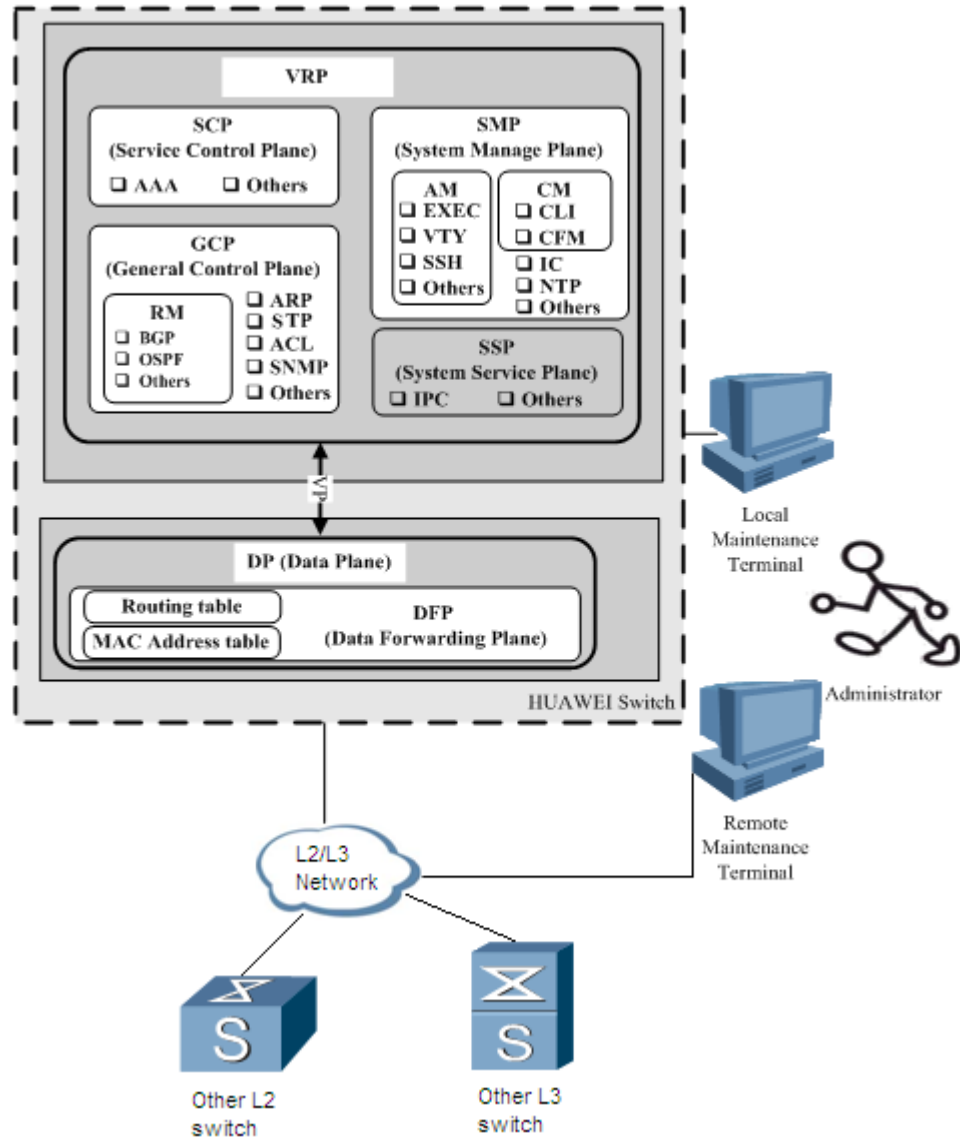 VRP
SCP
(Service Control Plane)
❑ AAA ❑ Others
SMP
(System Manage Plane)
AM
❑ EXEC
❑ VTY
❑ SSH
❑ Others
CM
❑ CLI
❑ CFM
❑ IC
❑ NTP
❑ Others
GCP
(General Control Plane)
RM
❑ BGP
❑ OSPF
❑ Others
❑ ARP
❑ STP
❑ ACL
❑ SNMP
❑ Others
SSP
(System Service Plane)
❑ IPC ❑ Others
VP
DP (Data Plane)
Routing table
MAC Address table
DFP
(Data Forwarding Plane)
HUAWEI Switch
Local
Maintenance
Terminal
Administrator
Remote
Maintenance
Terminal
L2/L3
Network
S
Other L2
switch
S
Other L3
switch